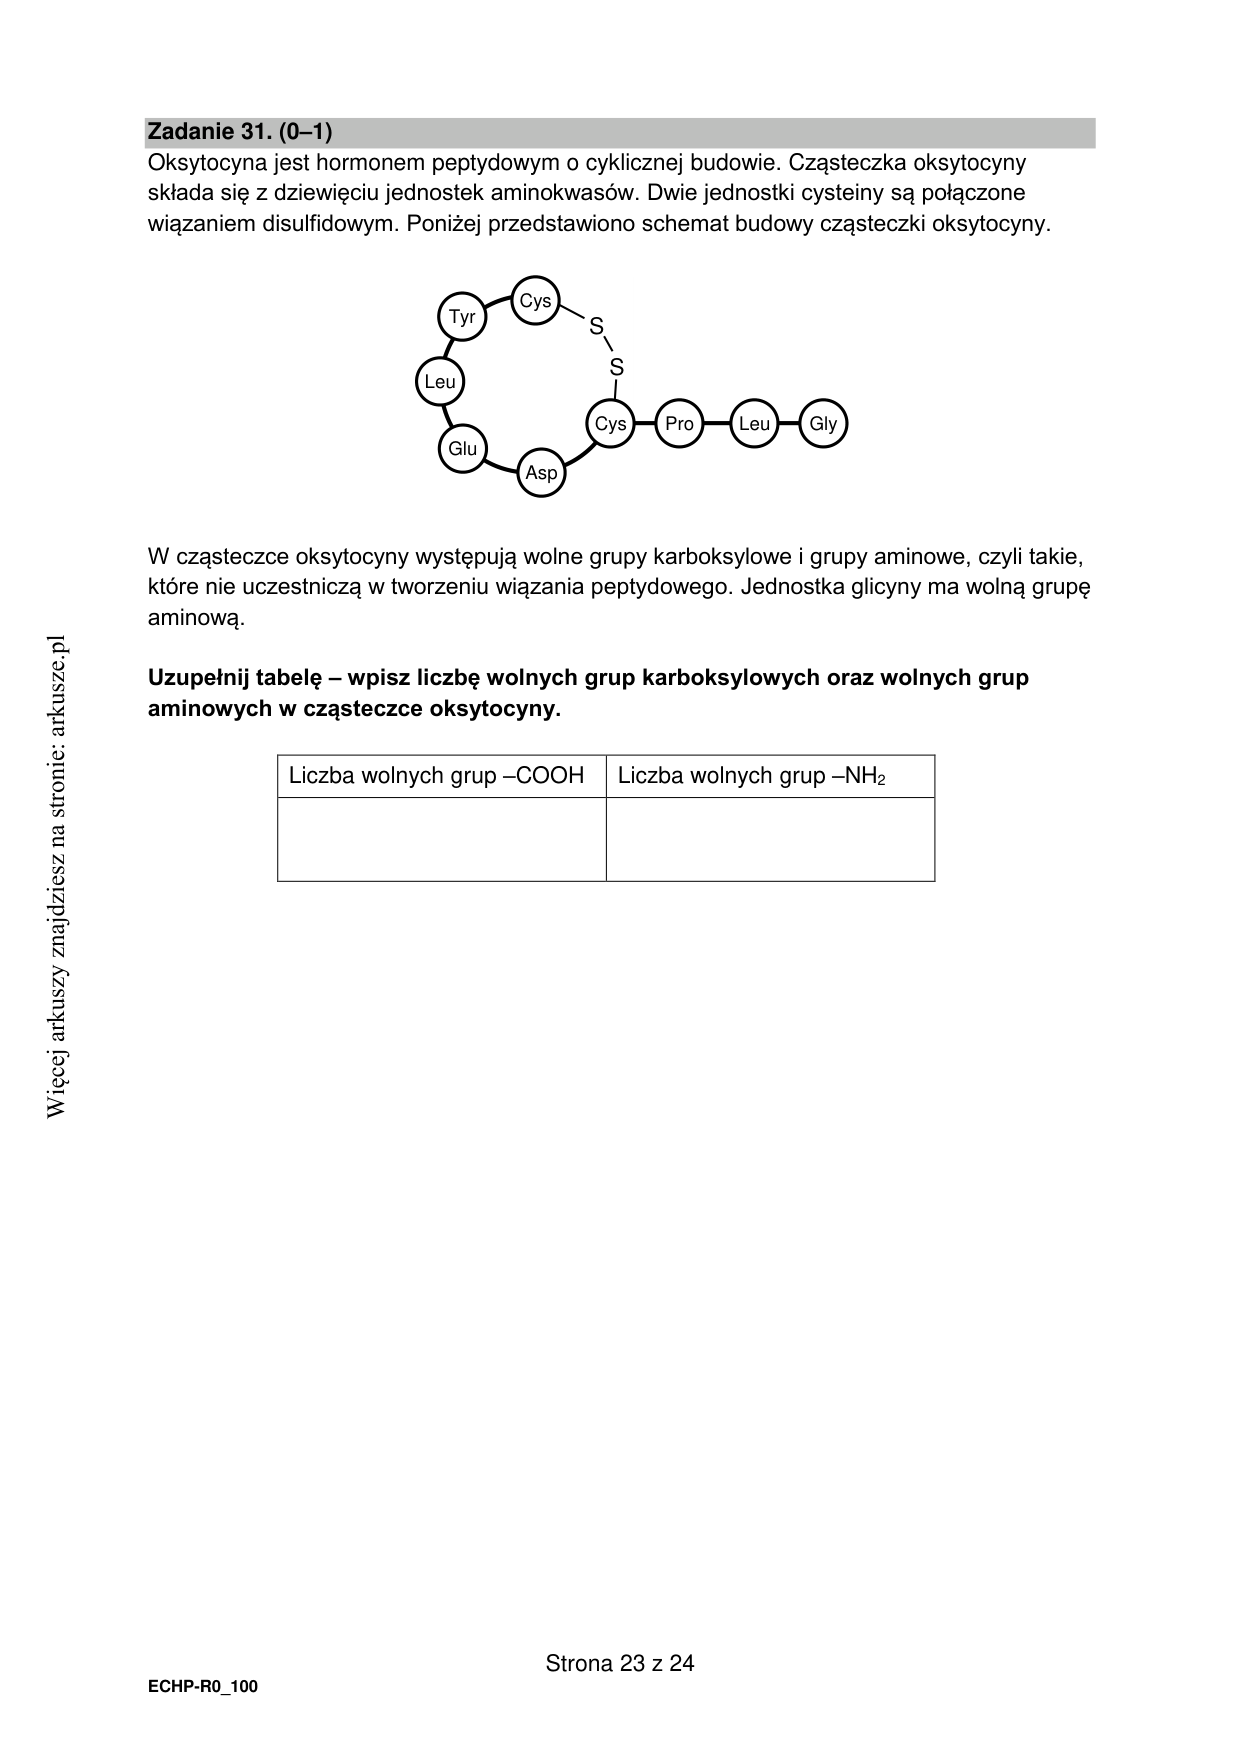 Zadanie 31. (0–1)
Oksytocyna jest hormonem peptydowym o cyklicznej budowie. Cząsteczka oksytocyny
składa się z dziewięciu jednostek aminokwasów. Dwie jednostki cysteiny są połączone
wiązaniem disulfidowym. Poniżej przedstawiono schemat budowy cząsteczki oksytocyny.
Cys
Tyr
S
S
Leu
Cys
Pro
Leu
Gly
Glu
Asp
W cząsteczce oksytocyny występują wolne grupy karboksylowe i grupy aminowe, czyli takie,
które nie uczestniczą w tworzeniu wiązania peptydowego. Jednostka glicyny ma wolną grupę
aminową.
Uzupełnij tabelę – wpisz liczbę wolnych grup karboksylowych oraz wolnych grup
aminowych w cząsteczce oksytocyny.
Liczba wolnych grup –COOH
Liczba wolnych grup –NH₂
Więcej arkuszy znajdziesz na stronie: arkusze.pl
Strona 23 z 24
ECHP-R0_100